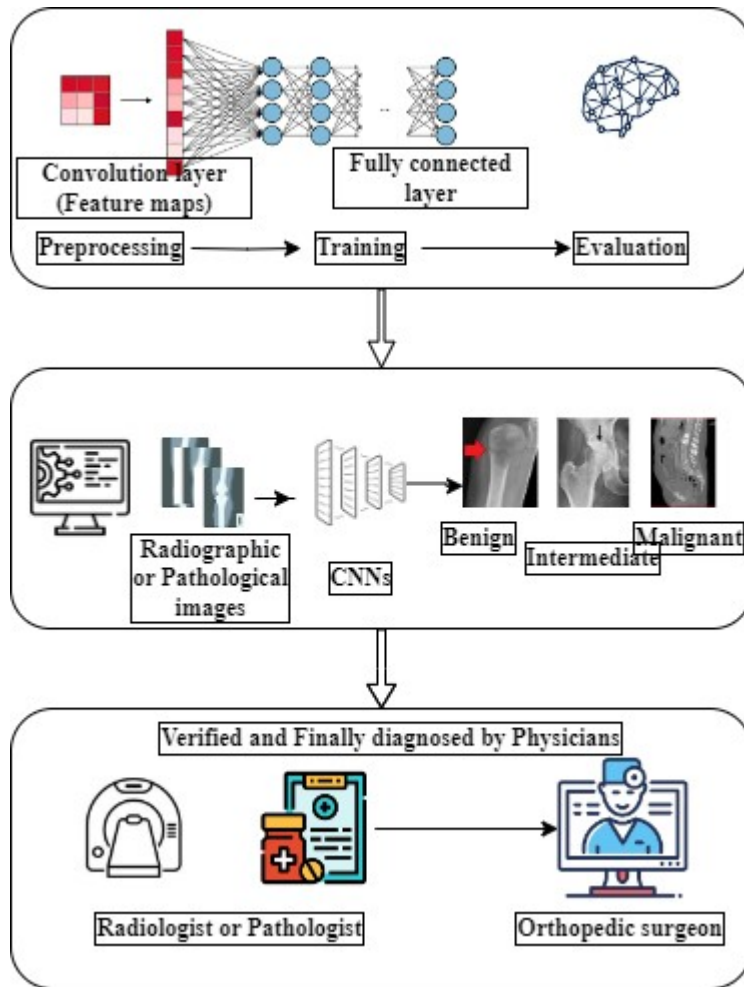 Convolution layer
(Feature maps)
Fully connected
layer
Preprocessing
Training
Evaluation
Radiographic
or Pathological
images
CNNs
Benign
Intermediate
Malignant
Verified and Finally diagnosed by Physicians
Radiologist or Pathologist
Orthopedic surgeon